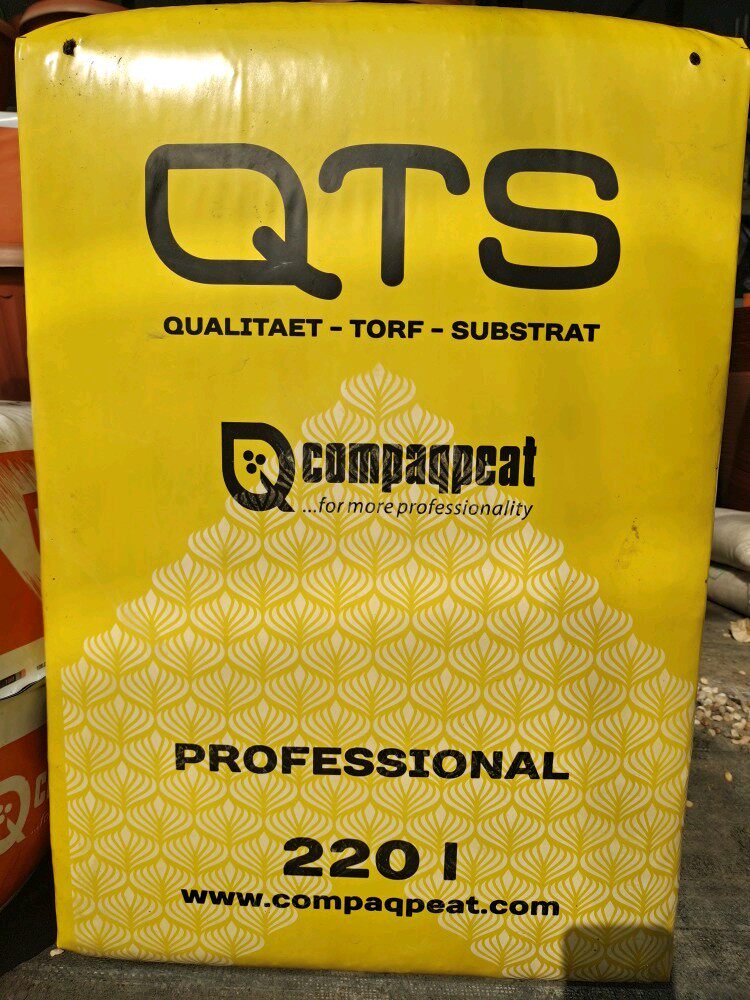 QTS
QUALITAET - TORF - SUBSTRAT
compaqpeat
...for more professionality
PROFESSIONAL
220 l
www.compaqpeat.com